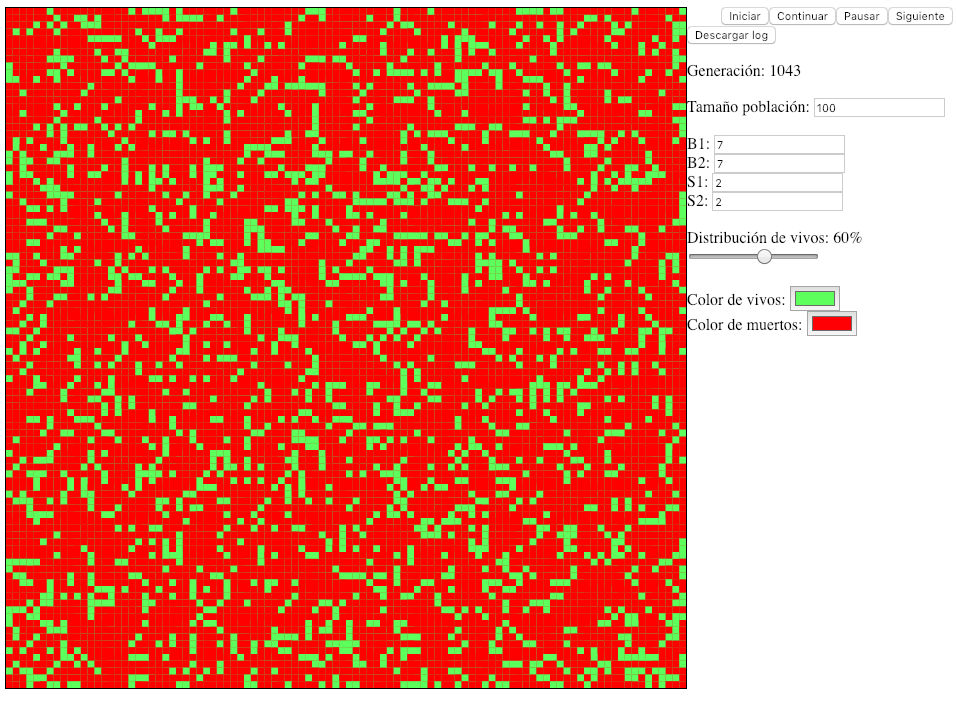 Iniciar Continuar Pausar Siguiente
Descargar log
Generación: 1043
Tamaño población: 100
B1: 7
B2: 7
S1: 2
S2: 2
Distribución de vivos: 60%
Color de vivos:
Color de muertos: